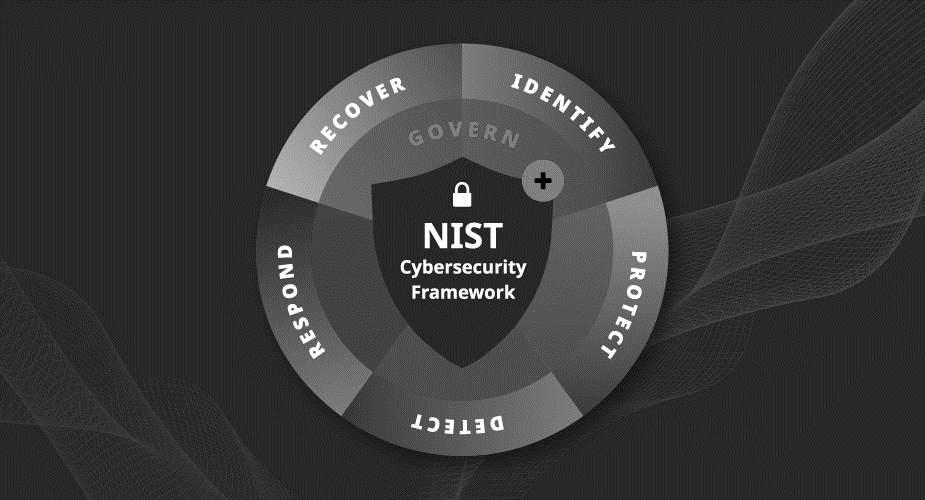 RECOVER
IDENTIFY
GOVERN
NIST
Cybersecurity
Framework
RESPOND
PROTECT
DETECT